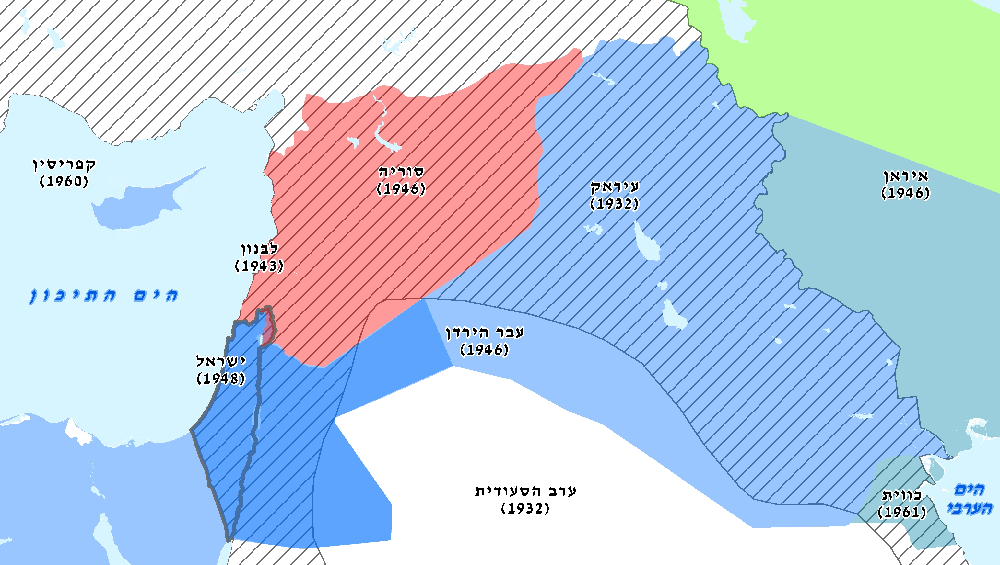 קפריסין
(1960)
סוריה
(1946)
עיראק
(1932)
איראן
(1946)
לבנון
(1943)
הים התיכון
עבר הירדן
(1946)
ישראל
(1948)
ערב הסעודית
(1932)
כווית
(1961)
הים
הערבי